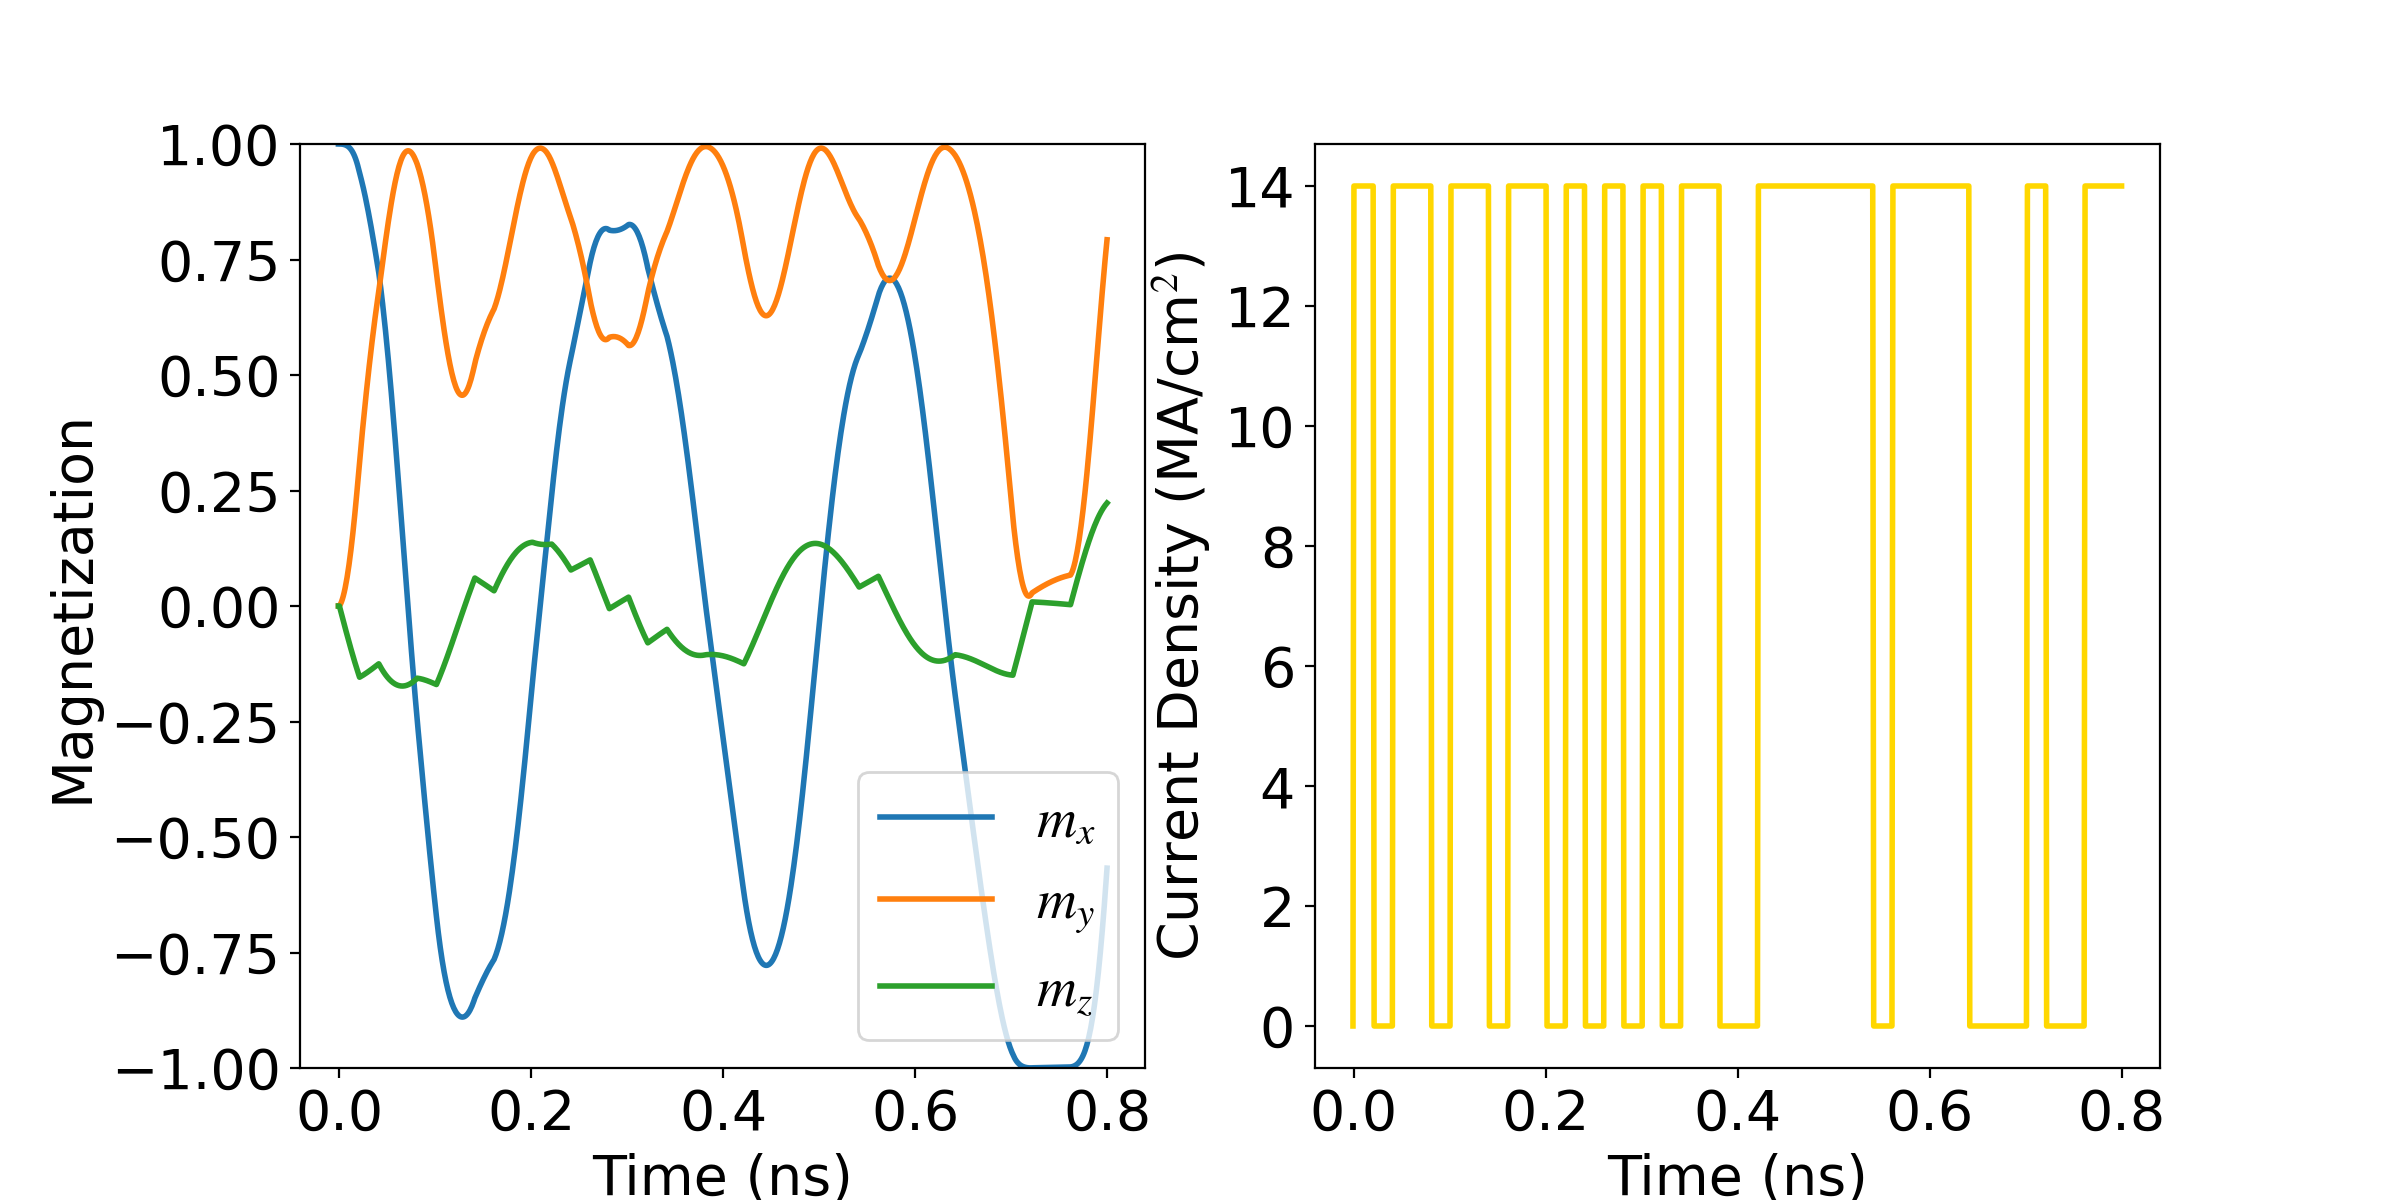 Magnetization
1.00
0.75
0.50
0.25
0.00
−0.25
−0.50
−0.75
−1.00
0.0 0.2 0.4 0.6 0.8
Time (ns)
m_x
m_y
m_z
Current Density (MA/cm²)
14
12
10
8
6
4
2
0
0.0 0.2 0.4 0.6 0.8
Time (ns)